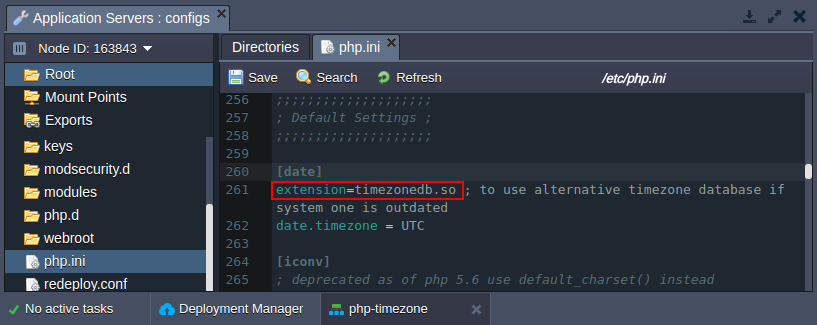 Application Servers : configs
Node ID: 163843
Root
Mount Points
Exports
keys
modsecurity.d
modules
php.d
webroot
php.ini
redeploy.conf
Directories
php.ini
Save
Search
Refresh
/etc/php.ini
256 ;;;;;;;;;;;;;;;;;;;;
257 ; Default Settings ;
258 ;;;;;;;;;;;;;;;;;;;;
259
260 [date]
261 extension=timezonedb.so ; to use alternative timezone database if
system one is outdated
262 date.timezone = UTC
263
264 [iconv]
265 ; deprecated as of php 5.6 use default_charset() instead
No active tasks
Deployment Manager
php-timezone